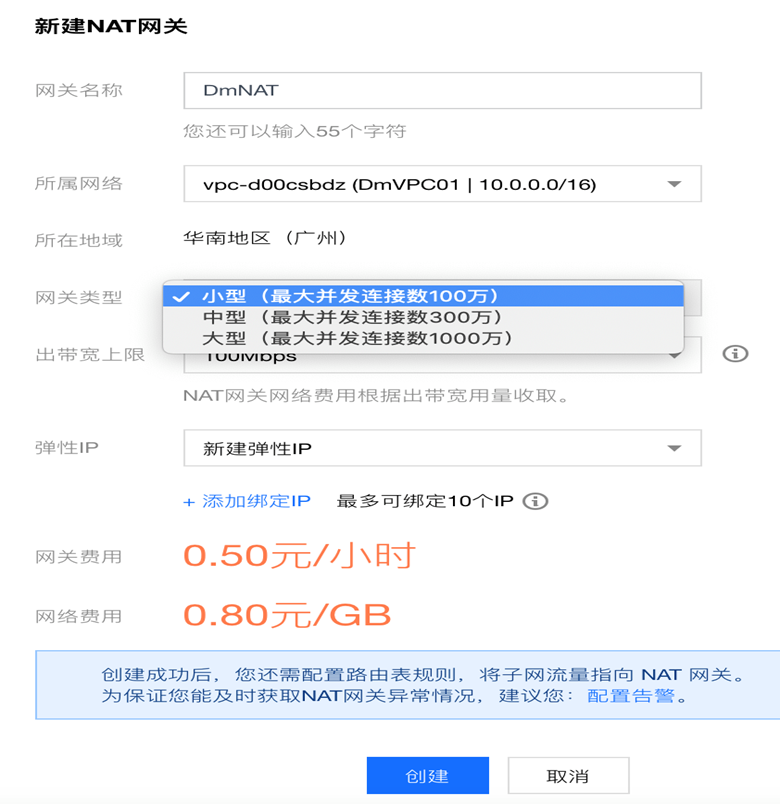 新建NAT网关
网关名称 DmNAT
您还可以输入55个字符
所属网络 vpc-d00csbdz (DmVPC01 | 10.0.0.0/16)
所在地域 华南地区（广州）
网关类型 ✓ 小型（最大并发连接数100万）
中型（最大并发连接数300万）
大型（最大并发连接数1000万）
出带宽上限 100Mbps
NAT网关网络费用根据出带宽用量收取。
弹性IP 新建弹性IP
+ 添加绑定IP 最多可绑定10个IP
网关费用 0.50元/小时
网络费用 0.80元/GB
创建成功后，您还需配置路由表规则，将子网流量指向 NAT 网关。
为保证您能及时获取NAT网关异常情况，建议您：配置告警。
创建 取消